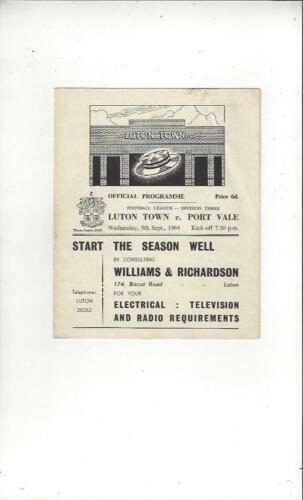 LUTON TOWN F.C.
OFFICIAL PROGRAMME Price 6d.
FOOTBALL LEAGUE — DIVISION THREE
LUTON TOWN v. PORT VALE
Wednesday, 9th Sept., 1964 Kick-off 7.30 p.m.
START THE SEASON WELL
BY CONSULTING
WILLIAMS & RICHARDSON
174, Biscot Road - Luton
FOR YOUR
Telephone:
LUTON
26262
ELECTRICAL : TELEVISION
AND RADIO REQUIREMENTS